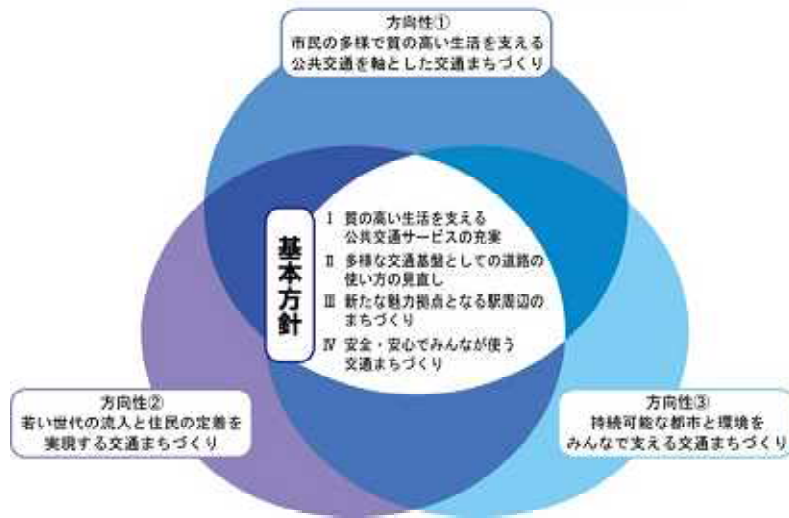 方向性①
市民の多様で質の高い生活を支える
公共交通を軸とした交通まちづくり
基本方針
Ⅰ 質の高い生活を支える
公共交通サービスの充実
Ⅱ 多様な交通基盤としての道路の
使い方の見直し
Ⅲ 新たな魅力拠点となる駅周辺の
まちづくり
Ⅳ 安全・安心でみんなが使う
交通まちづくり
方向性②
若い世代の流入と住民の定着を
実現する交通まちづくり
方向性③
持続可能な都市と環境を
みんなで支える交通まちづくり